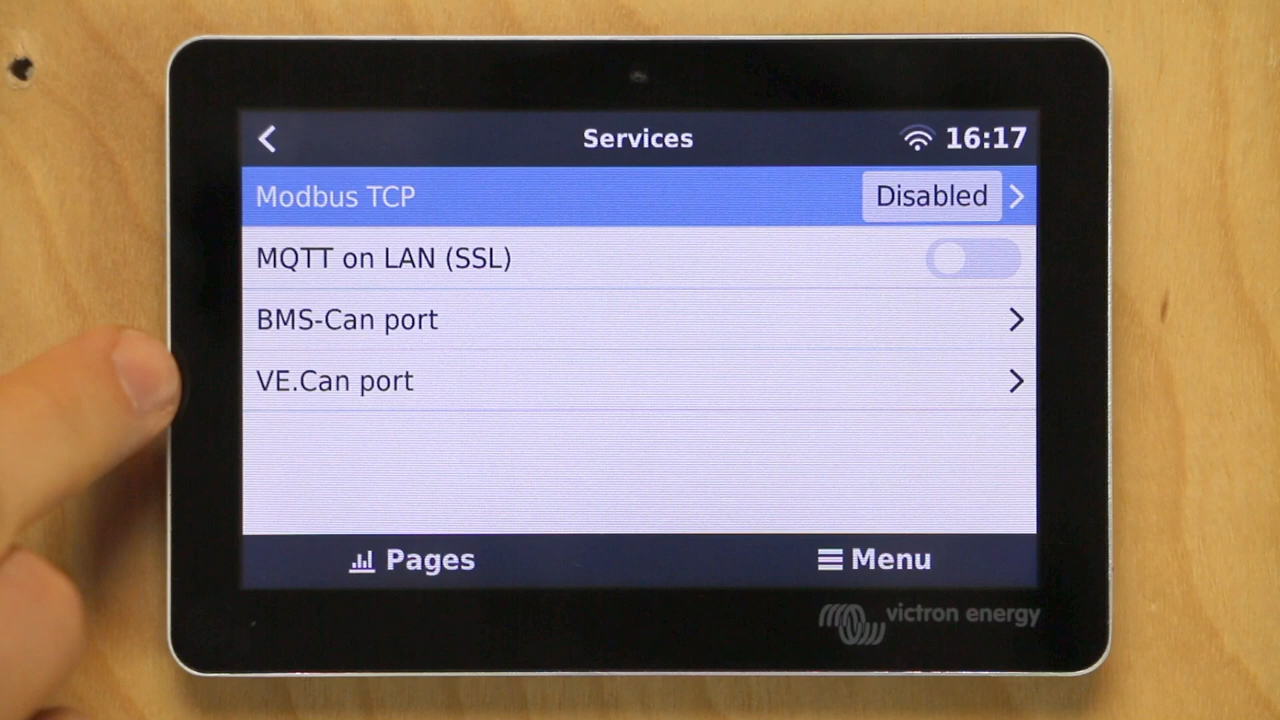 Services 16:17
Modbus TCP Disabled
MQTT on LAN (SSL)
BMS-Can port
VE.Can port
Pages Menu
victron energy